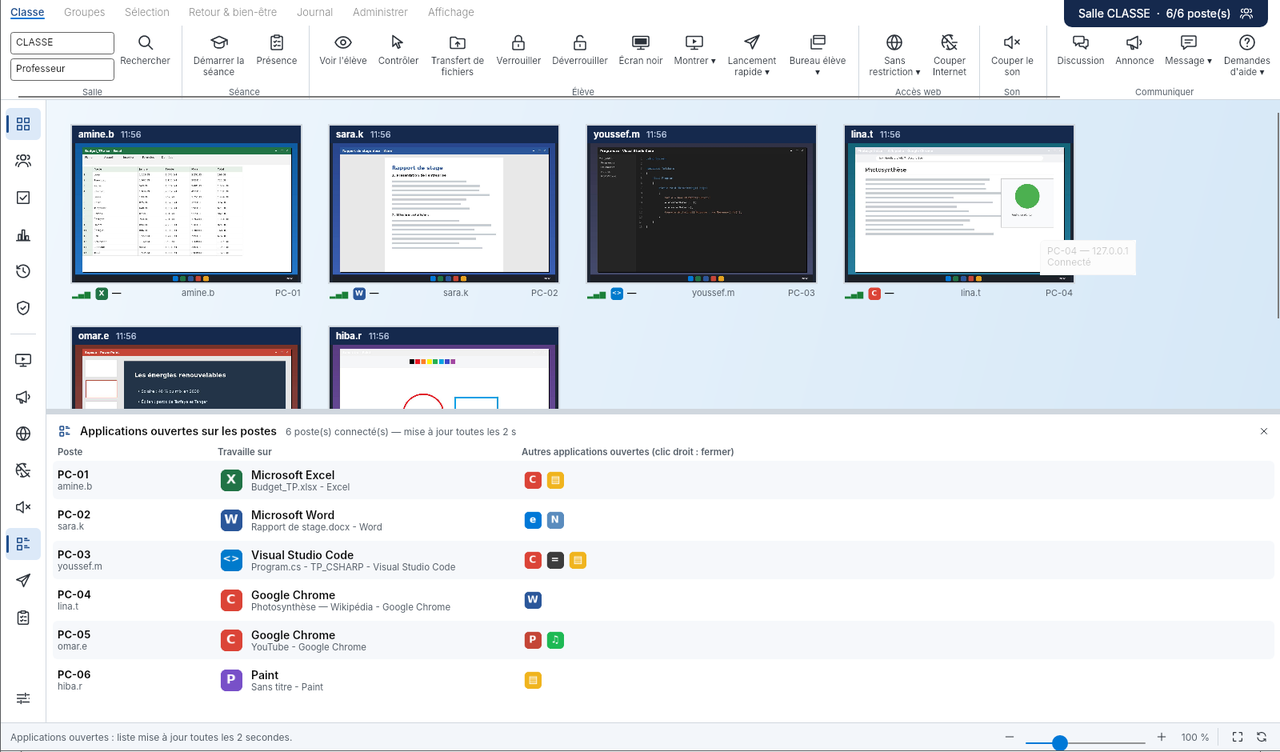 Classe Groupes Sélection Retour & bien-être Journal Administrer Affichage
Salle CLASSE · 6/6 poste(s)
CLASSE
Professeur
Rechercher
Salle
Démarrer la séance
Présence
Séance
Voir l'élève
Contrôler
Transfert de fichiers
Verrouiller
Déverrouiller
Écran noir
Montrer ▾
Lancement rapide ▾
Bureau élève ▾
Élève
Sans restriction ▾
Couper Internet
Accès web
Couper le son
Son
Discussion
Annonce
Message ▾
Demandes d'aide ▾
Communiquer
amine.b 11:56
sara.k 11:56
youssef.m 11:56
lina.t 11:56
Rapport de stage
Photosynthèse
PC-04 — 127.0.0.1
Connecté
X — amine.b PC-01
W — sara.k PC-02
<> — youssef.m PC-03
C — lina.t PC-04
omar.e 11:56
hiba.r 11:56
Les énergies renouvelables
Applications ouvertes sur les postes 6 poste(s) connecté(s) — mise à jour toutes les 2 s
Poste Travaille sur Autres applications ouvertes (clic droit : fermer)
PC-01 X Microsoft Excel C
amine.b Budget_TP.xlsx - Excel
PC-02 W Microsoft Word e N
sara.k Rapport de stage.docx - Word
PC-03 <> Visual Studio Code C =
youssef.m Program.cs - TP_CSHARP - Visual Studio Code
PC-04 C Google Chrome W
lina.t Photosynthèse — Wikipédia - Google Chrome
PC-05 C Google Chrome P ♫
omar.e YouTube - Google Chrome
PC-06 P Paint
hiba.r Sans titre - Paint
Applications ouvertes : liste mise à jour toutes les 2 secondes.
100 %